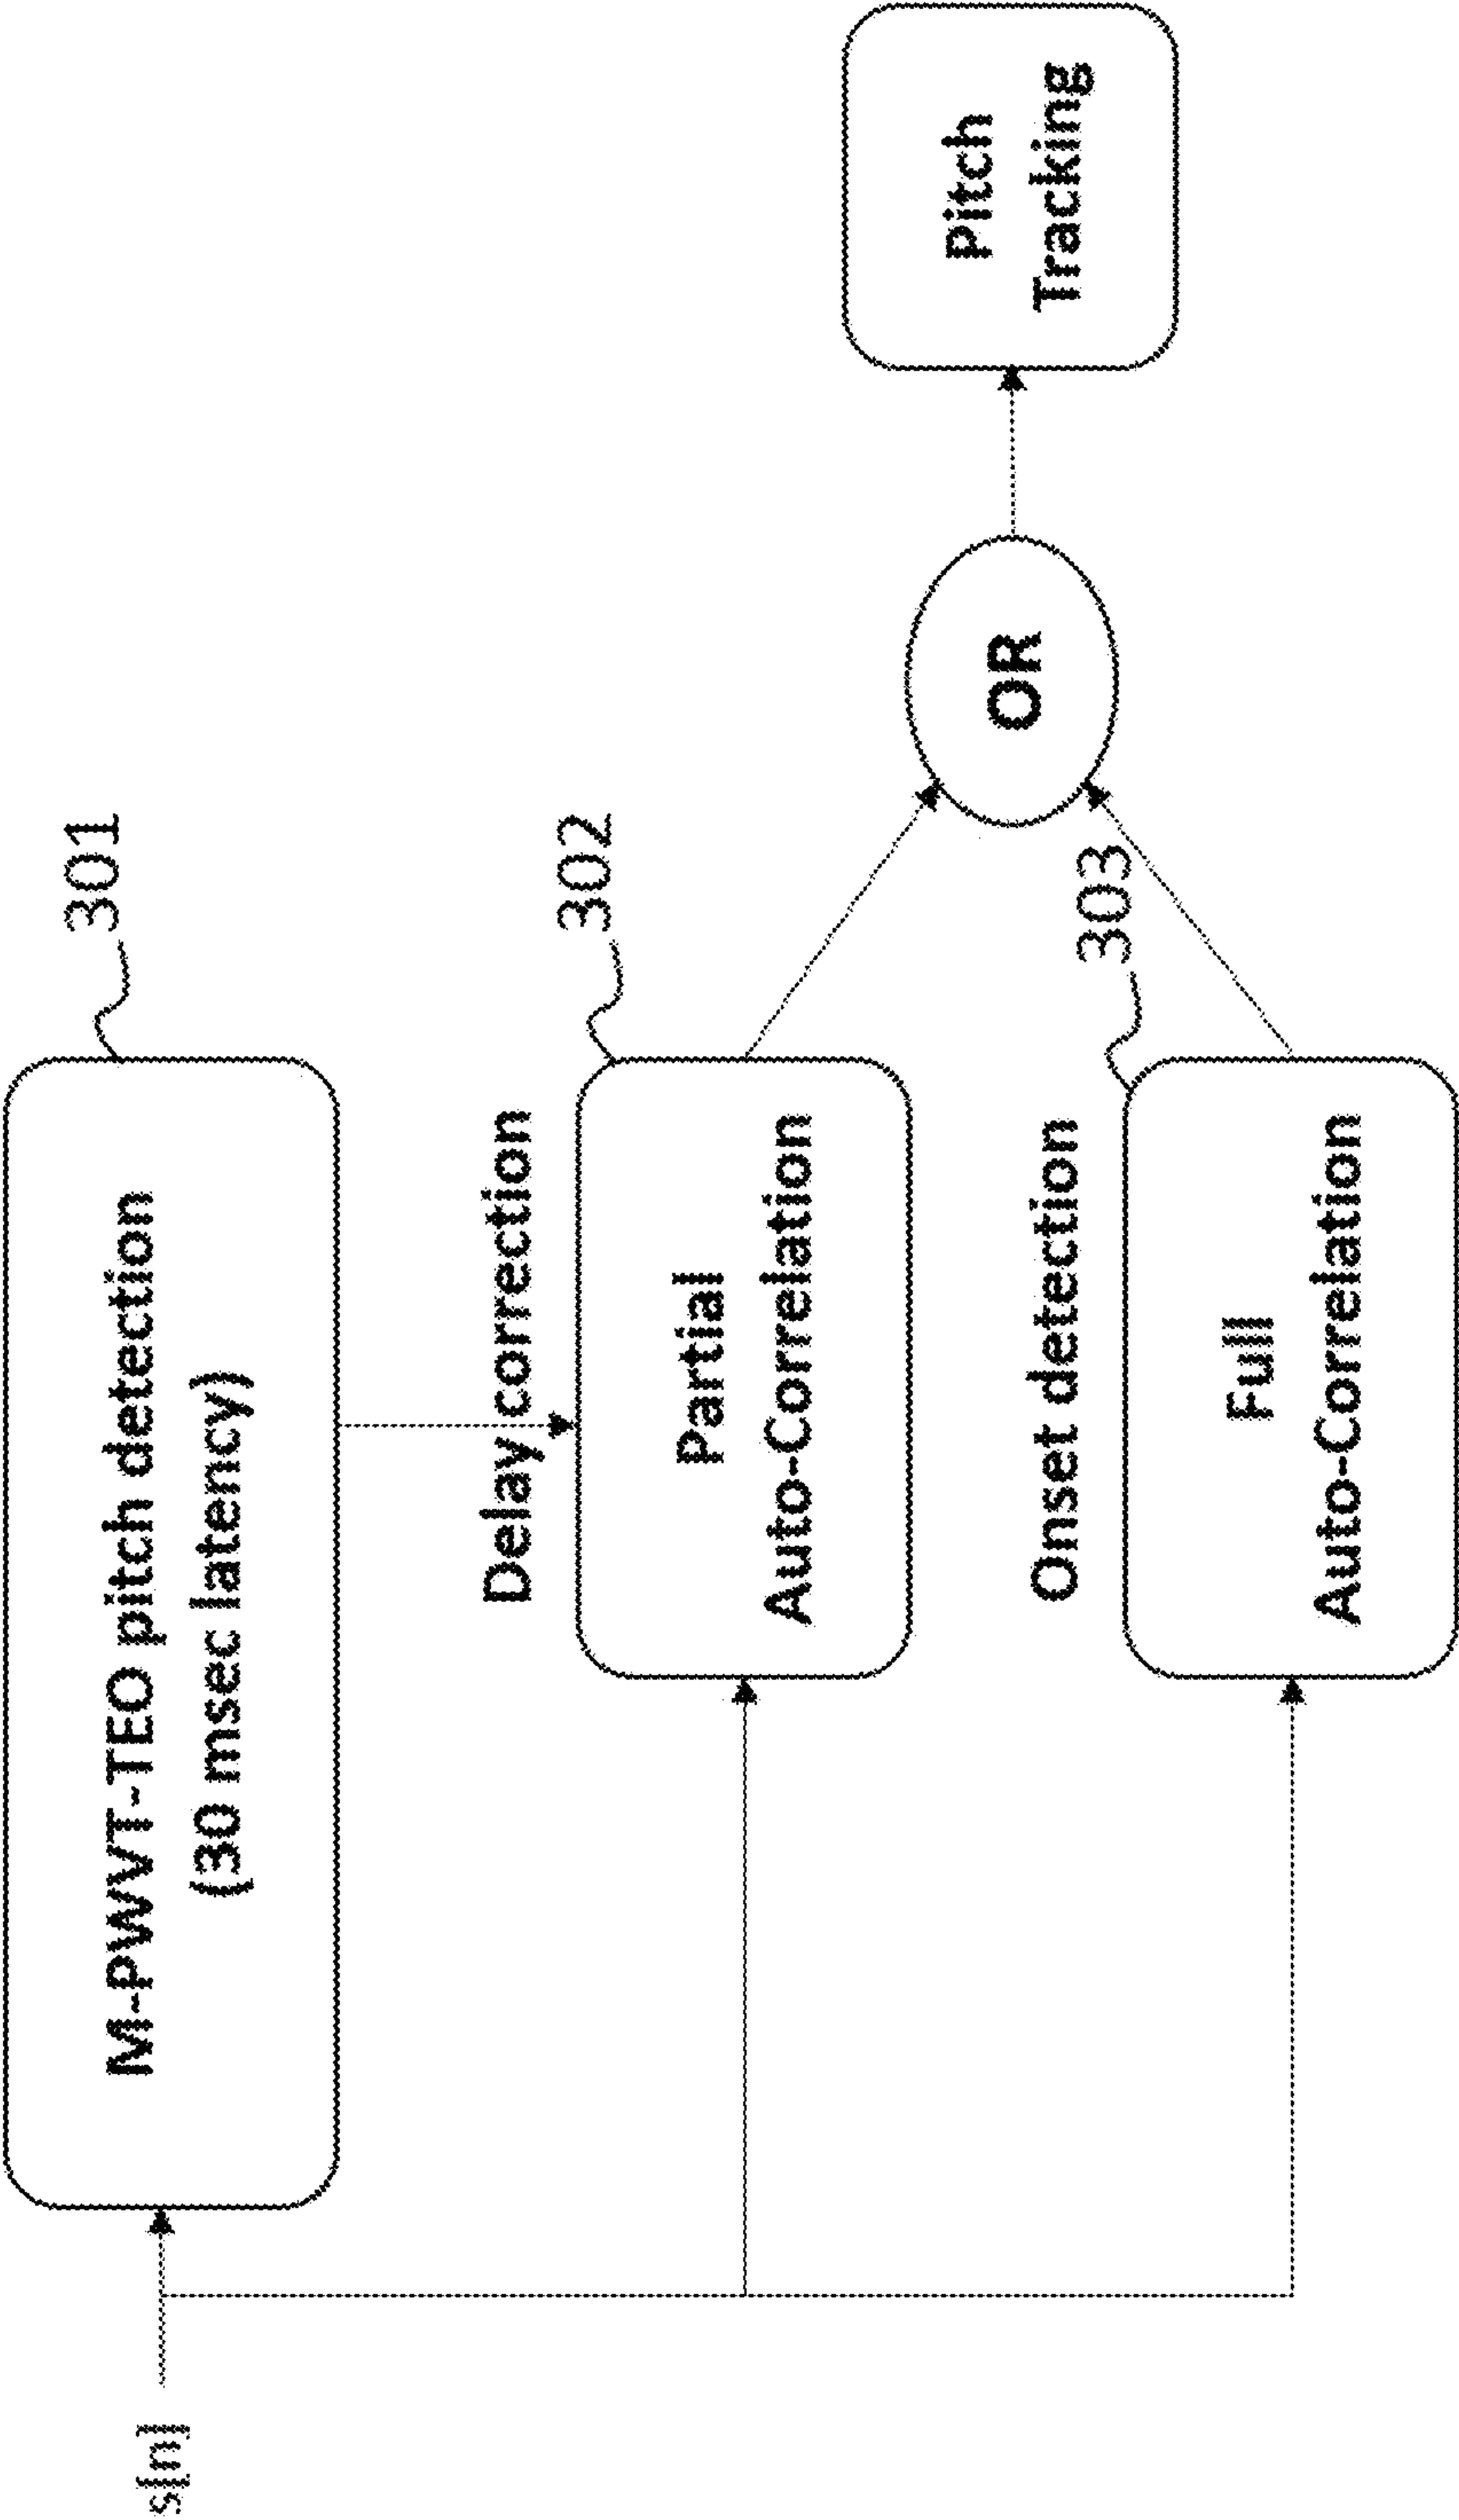 s[n]
M-PWVT-TEO pitch detection
(30 msec latency)
301
Delay correction
Partial
Auto-Correlation
302
Onset detection
Full
Auto-Correlation
303
OR
Pitch
Tracking